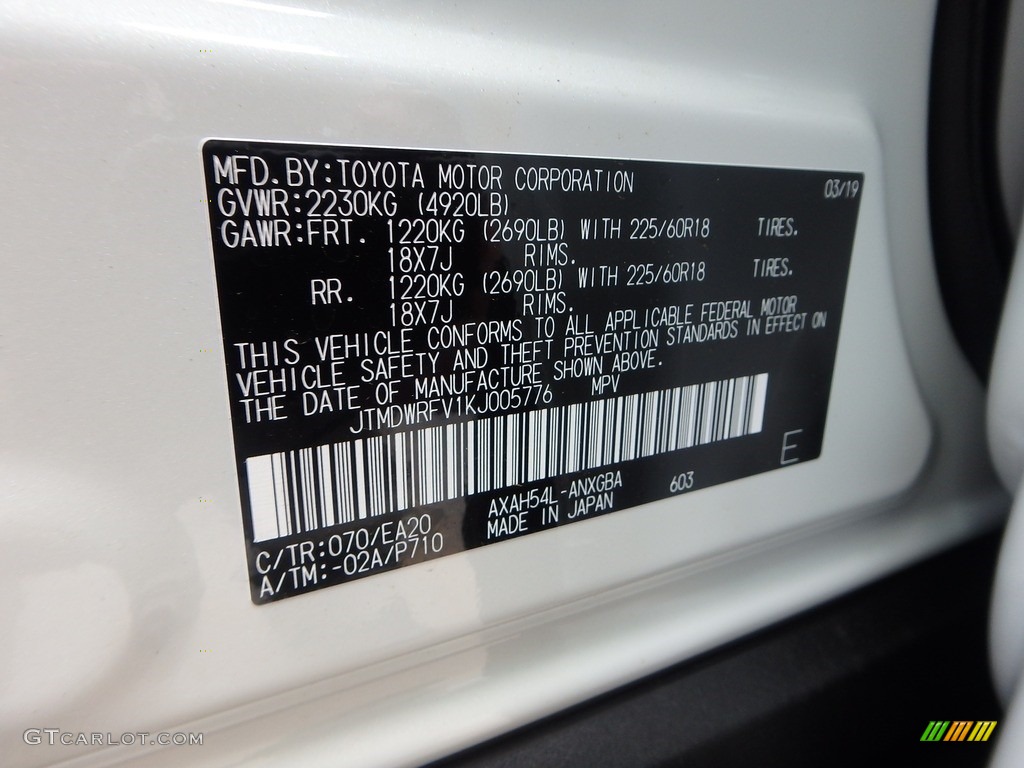 MFD.BY:TOYOTA MOTOR CORPORATION 03/19
GVWR:2230KG (4920LB)
GAWR:FRT. 1220KG (2690LB) WITH 225/60R18 TIRES.
18X7J RIMS.
RR. 1220KG (2690LB) WITH 225/60R18 TIRES.
18X7J RIMS.
THIS VEHICLE CONFORMS TO ALL APPLICABLE FEDERAL MOTOR
VEHICLE SAFETY AND THEFT PREVENTION STANDARDS IN EFFECT ON
THE DATE OF MANUFACTURE SHOWN ABOVE.
JTMDWRFV1KJ005776 MPV
E
AXAH54L-ANXGBA 603
C/TR:070/EA20 MADE IN JAPAN
A/TM:-02A/P710
GTCARLOT.COM